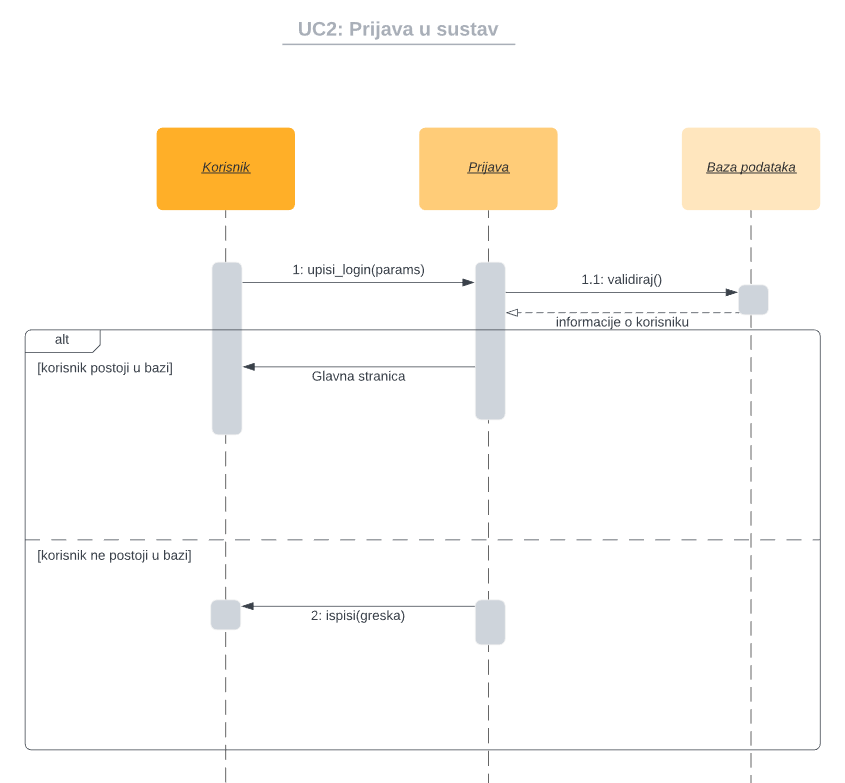 UC2: Prijava u sustav
Korisnik
Prijava
Baza podataka
1: upisi_login(params)
1.1: validiraj()
informacije o korisniku
alt
[korisnik postoji u bazi]
Glavna stranica
[korisnik ne postoji u bazi]
2: ispisi(greska)